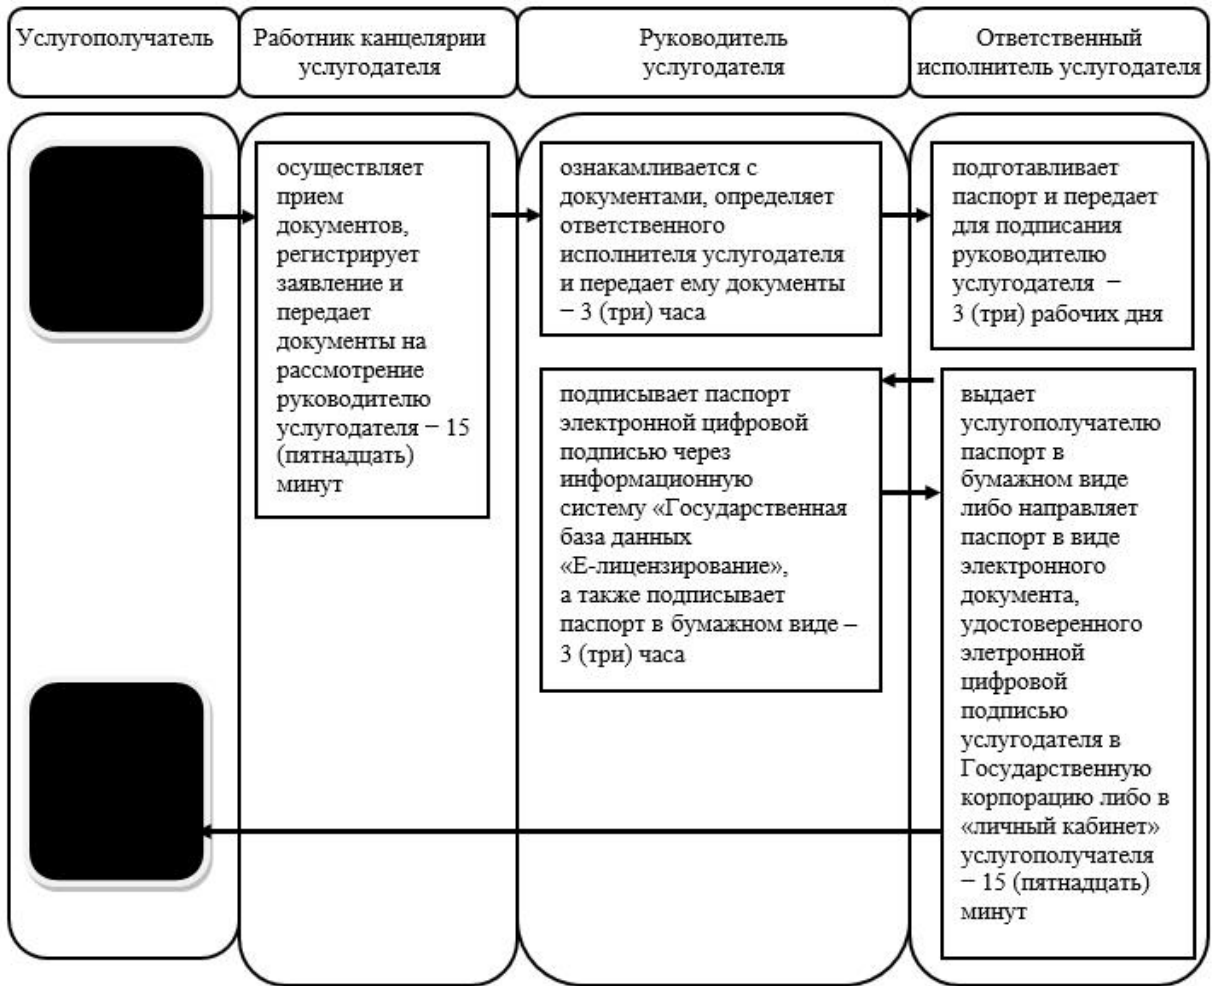 Услугополучатель
Работник канцелярии
услугодателя
Руководитель
услугодателя
Ответственный
исполнитель услугодателя
осуществляет
прием
документов,
регистрирует
заявление и
передает
документы на
рассмотрение
руководителю
услугодателя − 15
(пятнадцать)
минут
ознакамливается с
документами, определяет
ответственного
исполнителя услугодателя
и передает ему документы
− 3 (три) часа
подготавливает
паспорт и передает
для подписания
руководителю
услугодателя −
3 (три) рабочих дня
подписывает паспорт
электронной цифровой
подписью через
информационную
систему «Государственная
база данных
«Е-лицензирование»,
а также подписывает
паспорт в бумажном виде –
3 (три) часа
выдает
услугополучателю
паспорт в
бумажном виде
либо направляет
паспорт в виде
электронного
документа,
удостоверенного
элетронной
цифровой
подписью
услугодателя в
Государственную
корпорацию либо в
«личный кабинет»
услугополучателя
− 15 (пятнадцать)
минут